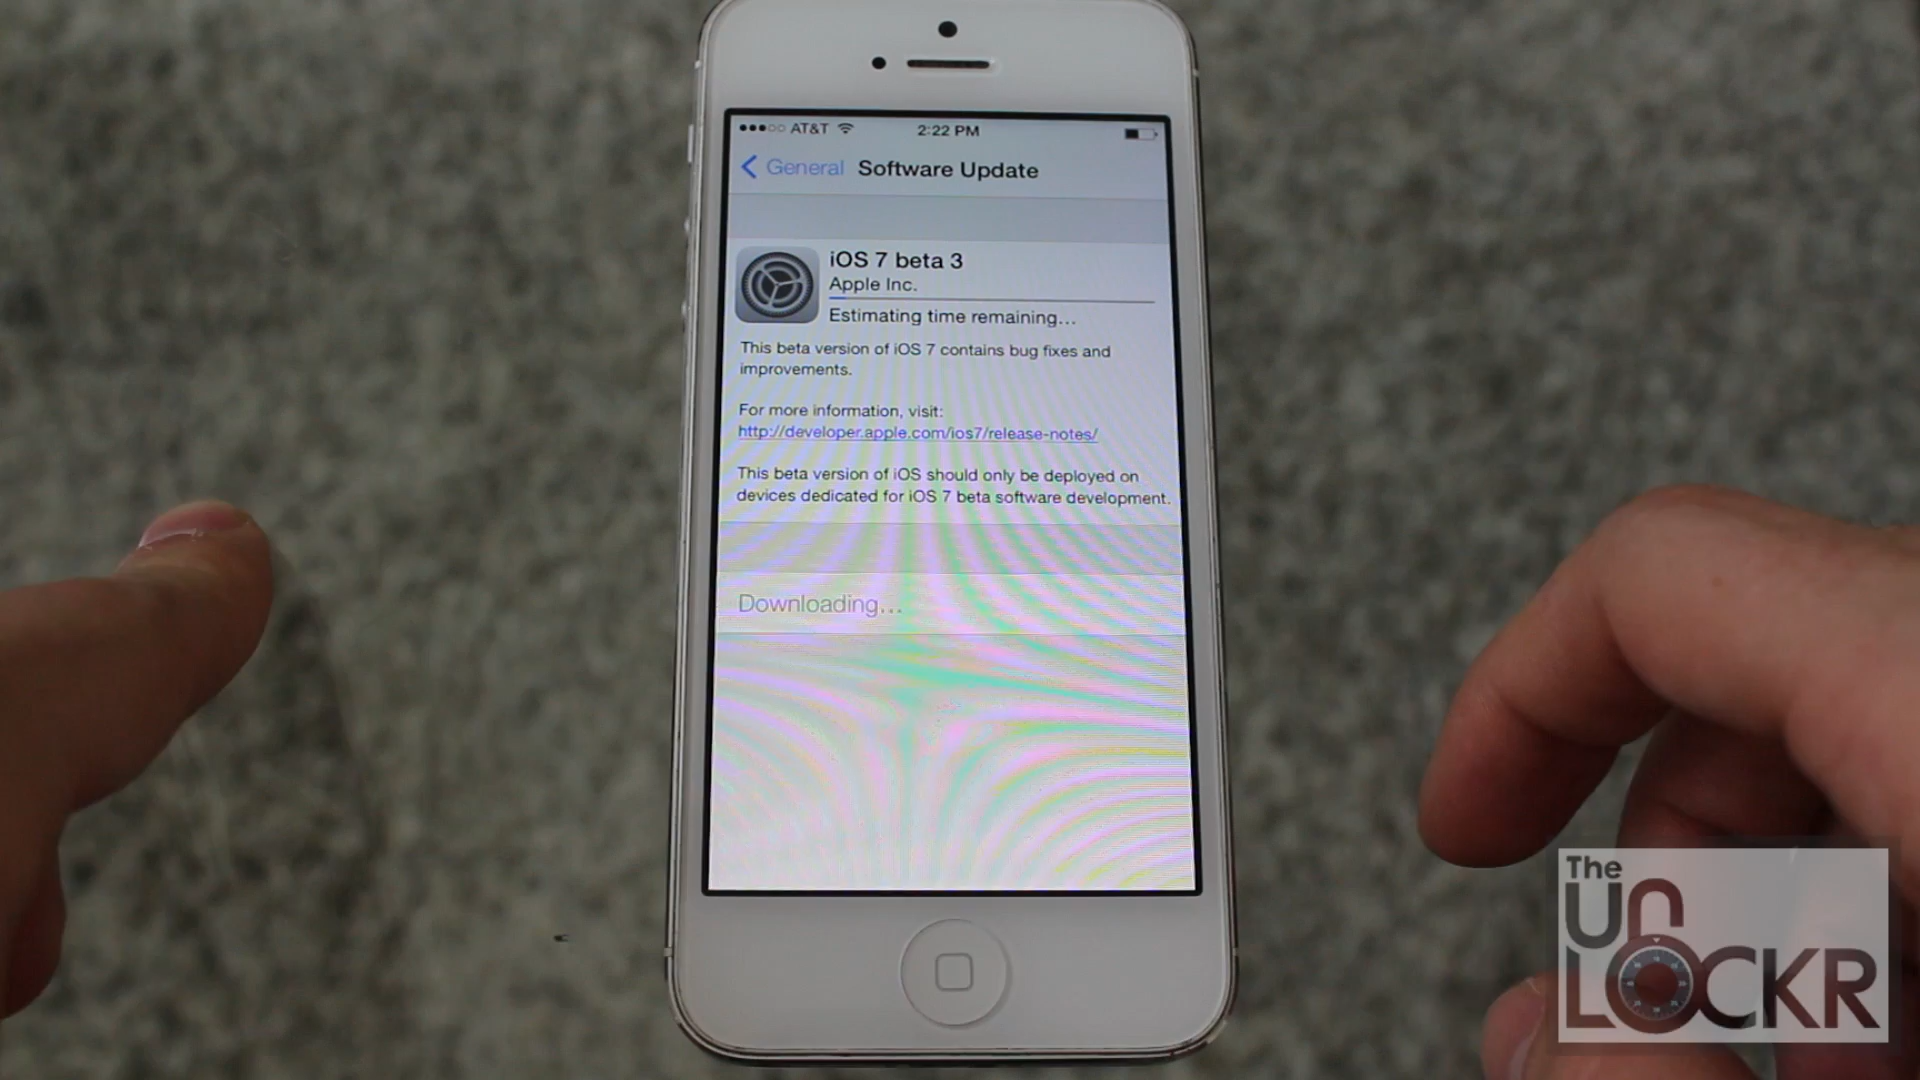 AT&T 2:22 PM
General Software Update
iOS 7 beta 3
Apple Inc.
Estimating time remaining...
This beta version of iOS 7 contains bug fixes and
improvements.
For more information, visit:
http://developer.apple.com/ios7/release-notes/
This beta version of iOS should only be deployed on
devices dedicated for iOS 7 beta software development.
Downloading...
The
UN
LOCKR